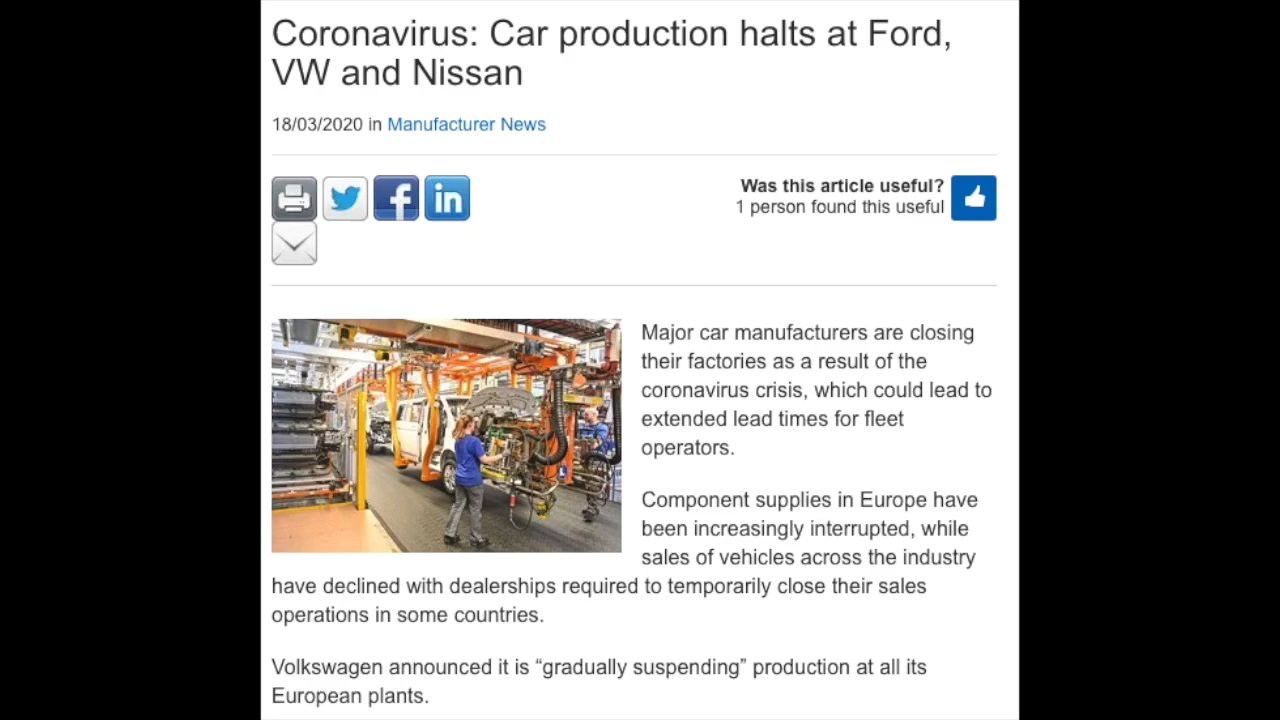 Coronavirus: Car production halts at Ford,
VW and Nissan
18/03/2020 in Manufacturer News
Was this article useful?
1 person found this useful
Major car manufacturers are closing
their factories as a result of the
coronavirus crisis, which could lead to
extended lead times for fleet
operators.
Component supplies in Europe have
been increasingly interrupted, while
sales of vehicles across the industry
have declined with dealerships required to temporarily close their sales
operations in some countries.
Volkswagen announced it is “gradually suspending” production at all its
European plants.